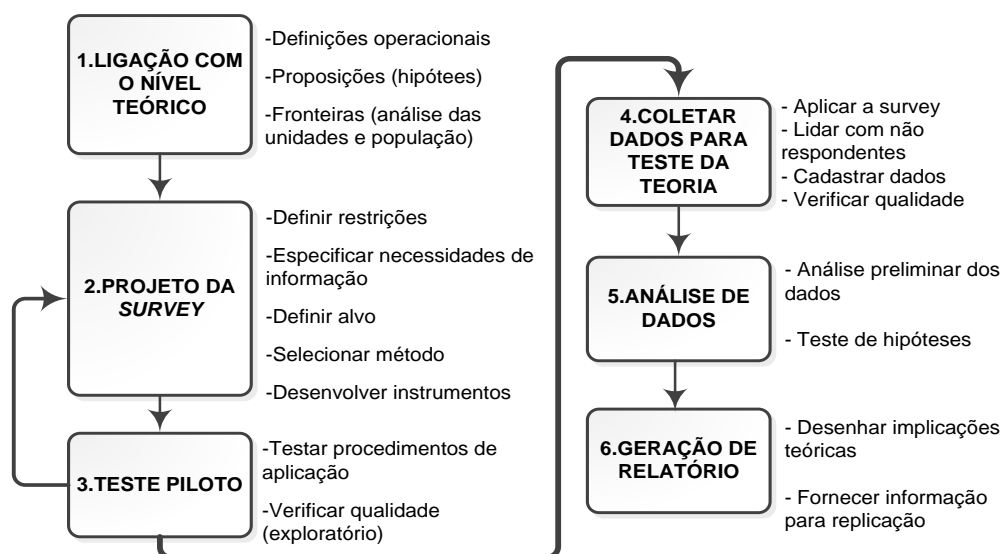 1.LIGAÇÃO COM
O NÍVEL
TEÓRICO
-Definições operacionais
-Proposições (hipótees)
-Fronteiras (análise das
unidades e população)
2.PROJETO DA
SURVEY
-Definir restrições
-Especificar necessidades de
informação
-Definir alvo
-Selecionar método
-Desenvolver instrumentos
3.TESTE PILOTO
-Testar procedimentos de
aplicação
-Verificar qualidade
(exploratório)
4.COLETAR
DADOS PARA
TESTE DA
TEORIA
- Aplicar a survey
- Lidar com não
respondentes
- Cadastrar dados
- Verificar qualidade
5.ANÁLISE DE
DADOS
- Análise preliminar dos
dados
- Teste de hipóteses
6.GERAÇÃO DE
RELATÓRIO
- Desenhar implicações
teóricas
- Fornecer informação
para replicação